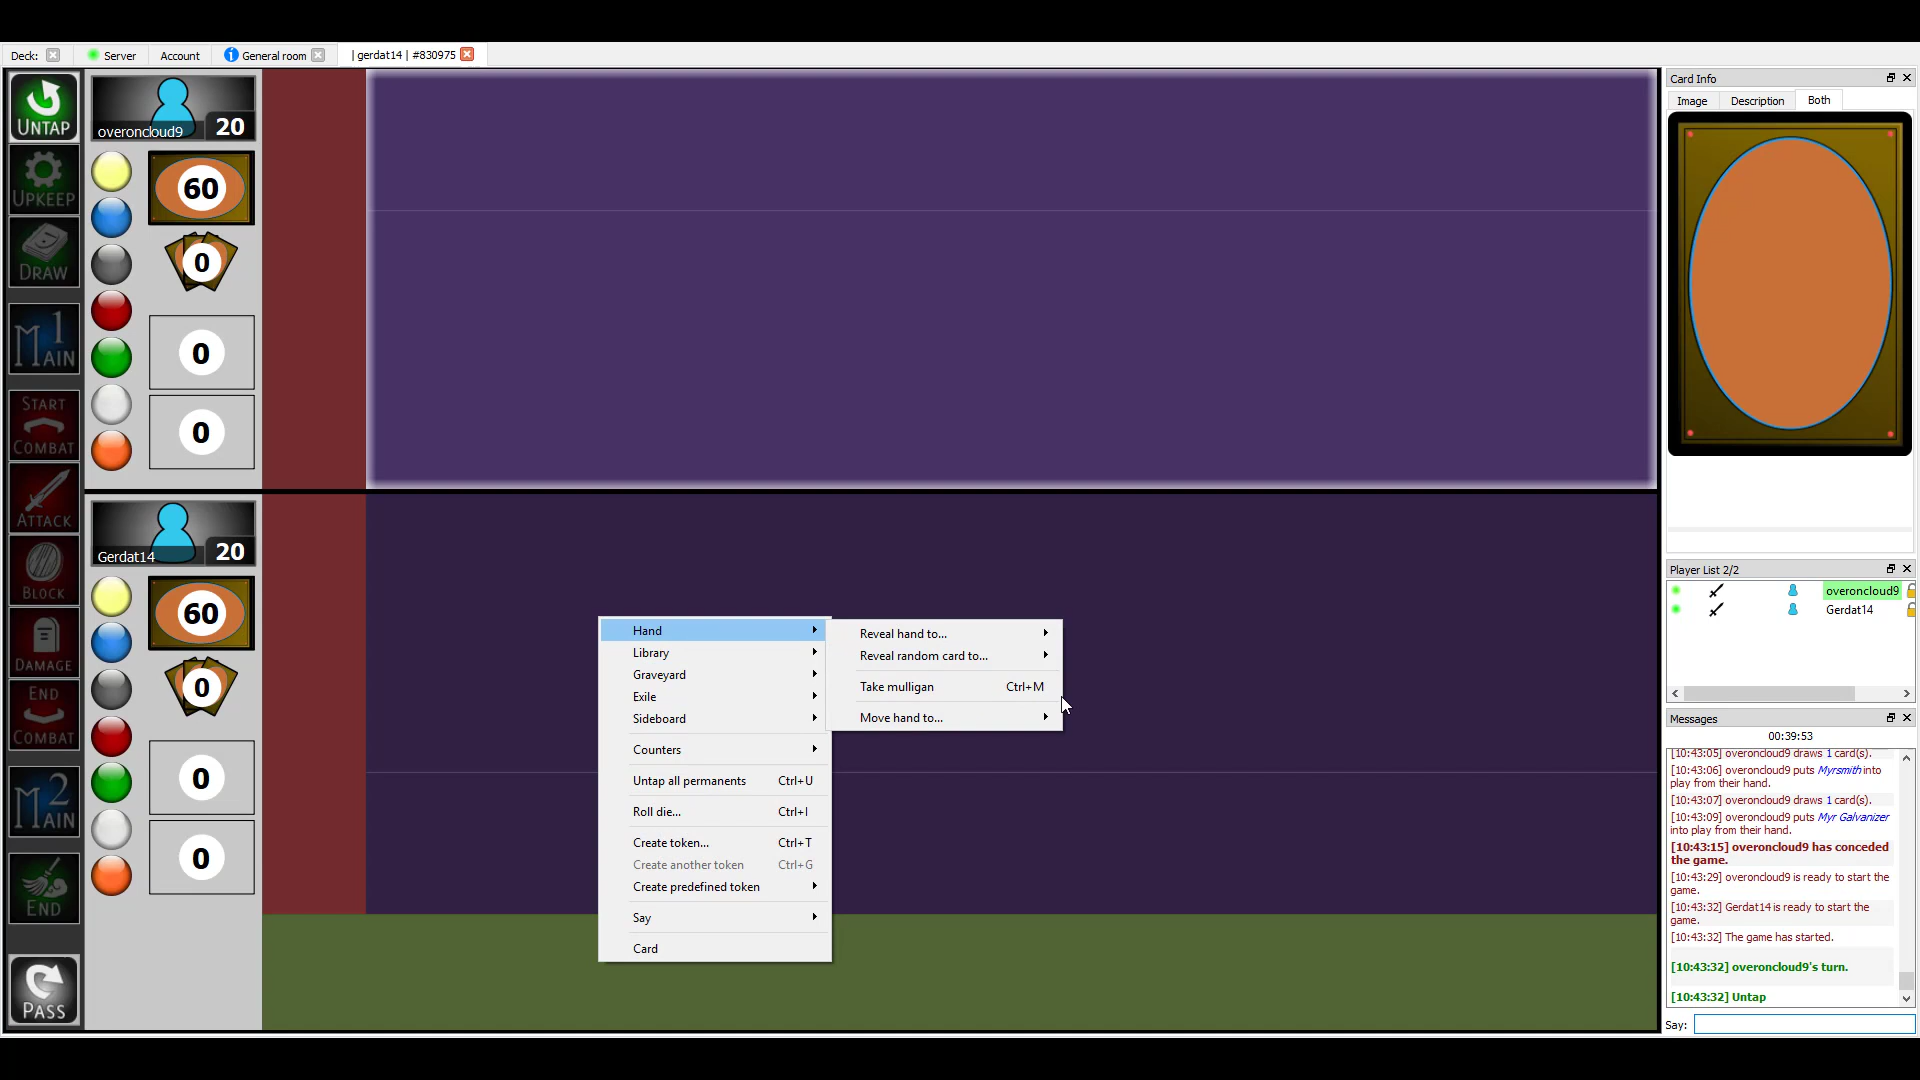 Deck:
Server
Account
General room
| gerdat14 | #830975
UNTAP
UPKEEP
DRAW
M1 MAIN
START COMBAT
ATTACK
BLOCK
DAMAGE
END COMBAT
M2 MAIN
END
PASS
overoncloud9
20
60
0
0
0
Gerdat14
20
60
0
0
0
Hand
Library
Graveyard
Exile
Sideboard
Counters
Untap all permanents Ctrl+U
Roll die... Ctrl+I
Create token... Ctrl+T
Create another token Ctrl+G
Create predefined token
Say
Card
Reveal hand to...
Reveal random card to...
Take mulligan Ctrl+M
Move hand to...
Card Info
Image
Description
Both
Player List 2/2
overoncloud9
Gerdat14
Messages
00:39:53
[10:43:05] overoncloud9 draws 1 card(s).
[10:43:06] overoncloud9 puts Myrsmith into
play from their hand.
[10:43:07] overoncloud9 draws 1 card(s).
[10:43:09] overoncloud9 puts Myr Galvanizer
into play from their hand.
[10:43:15] overoncloud9 has conceded
the game.
[10:43:29] overoncloud9 is ready to start the
game.
[10:43:32] Gerdat14 is ready to start the
game.
[10:43:32] The game has started.
[10:43:32] overoncloud9's turn.
[10:43:32] Untap
Say: